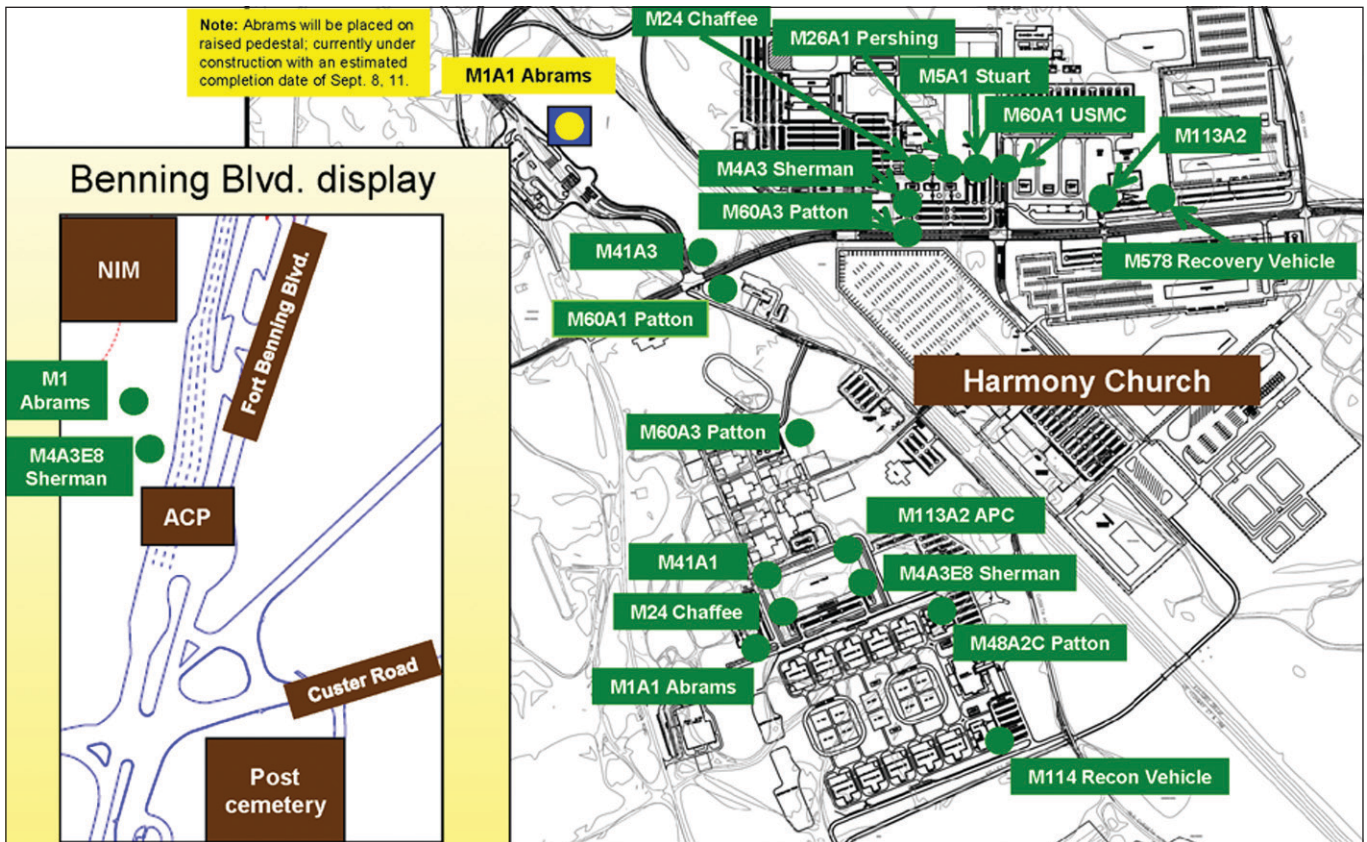 Note: Abrams will be placed on
raised pedestal; currently under
construction with an estimated
completion date of Sept. 8, 11.
M1A1 Abrams
M24 Chaffee
M26A1 Pershing
M5A1 Stuart
M60A1 USMC
M113A2
M4A3 Sherman
M60A3 Patton
M41A3
M578 Recovery Vehicle
M60A1 Patton
Harmony Church
M60A3 Patton
M113A2 APC
M41A1
M4A3E8 Sherman
M24 Chaffee
M48A2C Patton
M1A1 Abrams
M114 Recon Vehicle
Benning Blvd. display
NIM
Fort Benning Blvd.
M1
Abrams
M4A3E8
Sherman
ACP
Custer Road
Post
cemetery